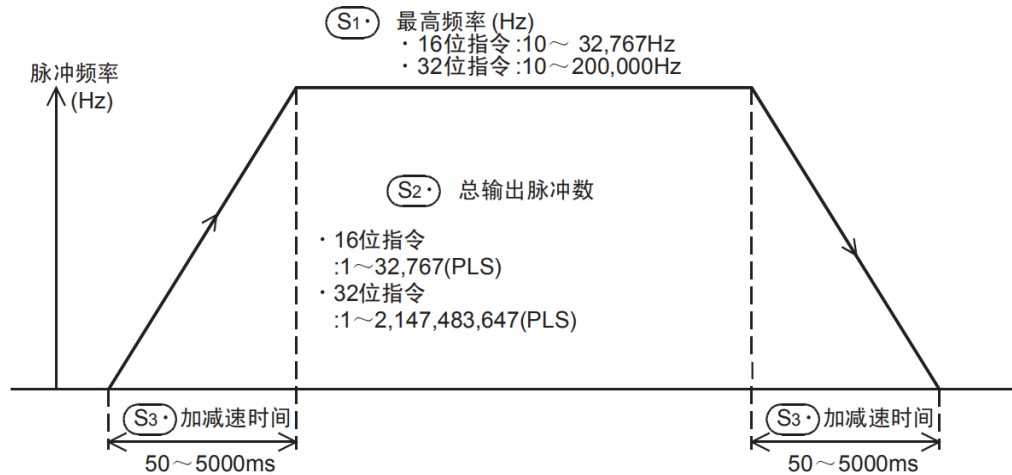 S1· 最高频率 (Hz)
· 16位指令 :10～ 32,767Hz
· 32位指令 :10～200,000Hz
脉冲频率
(Hz)
S2· 总输出脉冲数
· 16位指令
:1～32,767(PLS)
· 32位指令
:1～2,147,483,647(PLS)
S3· 加减速时间
50～5000ms
S3· 加减速时间
50～5000ms